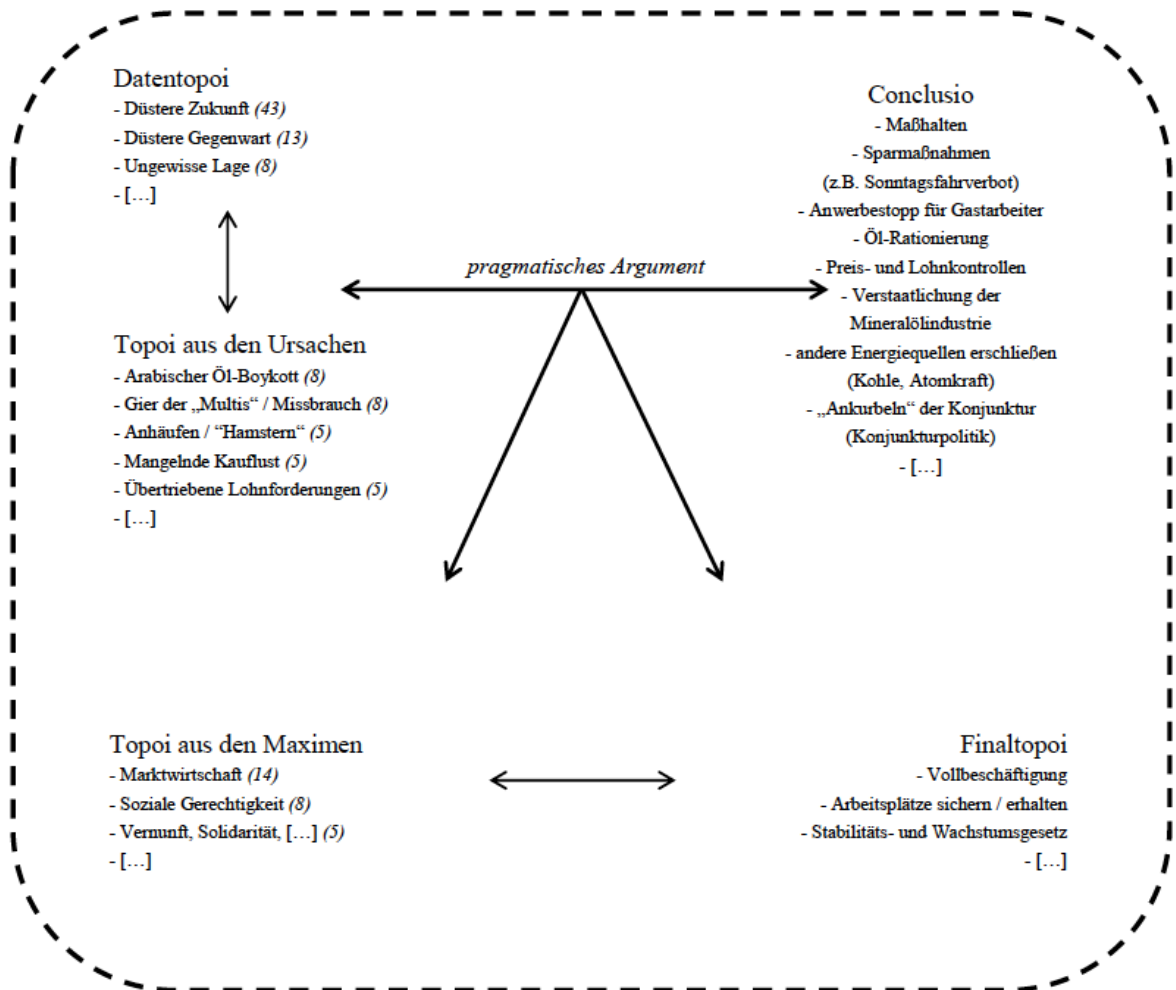 Datentopoi
- Düstere Zukunft (43)
- Düstere Gegenwart (13)
- Ungewisse Lage (8)
- […]
Topoi aus den Ursachen
- Arabischer Öl-Boykott (8)
- Gier der „Multis“ / Missbrauch (8)
- Anhäufen / “Hamstern“ (5)
- Mangelnde Kauflust (5)
- Übertriebene Lohnforderungen (5)
- […]
pragmatisches Argument
Conclusio
- Maßhalten
- Sparmaßnahmen
(z.B. Sonntagsfahrverbot)
- Anwerbestopp für Gastarbeiter
- Öl-Rationierung
- Preis- und Lohnkontrollen
- Verstaatlichung der
Mineralölindustrie
- andere Energiequellen erschließen
(Kohle, Atomkraft)
- „Ankurbeln“ der Konjunktur
(Konjunkturpolitik)
- […]
Topoi aus den Maximen
- Marktwirtschaft (14)
- Soziale Gerechtigkeit (8)
- Vernunft, Solidarität, […] (5)
- […]
Finaltopoi
- Vollbeschäftigung
- Arbeitsplätze sichern / erhalten
- Stabilitäts- und Wachstumsgesetz
- […]